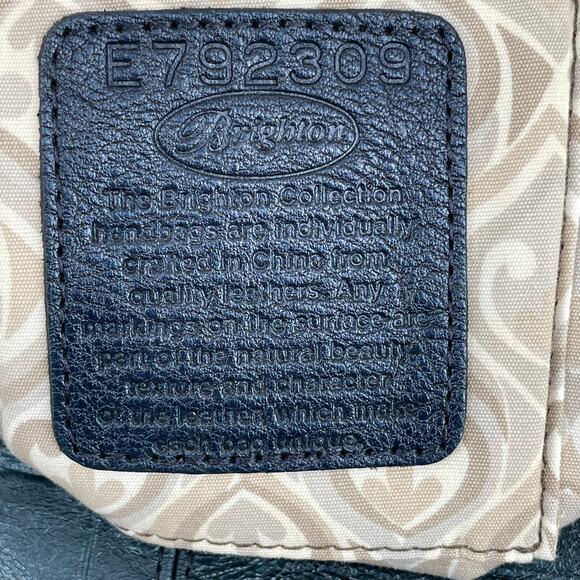 E792309
Brighton
The Brighton Collection
handbags are individually
crafted in China from
quality leathers. Any
markings on the surface are
part of the natural beauty,
texture and character
of the leather, which make
each bag unique.